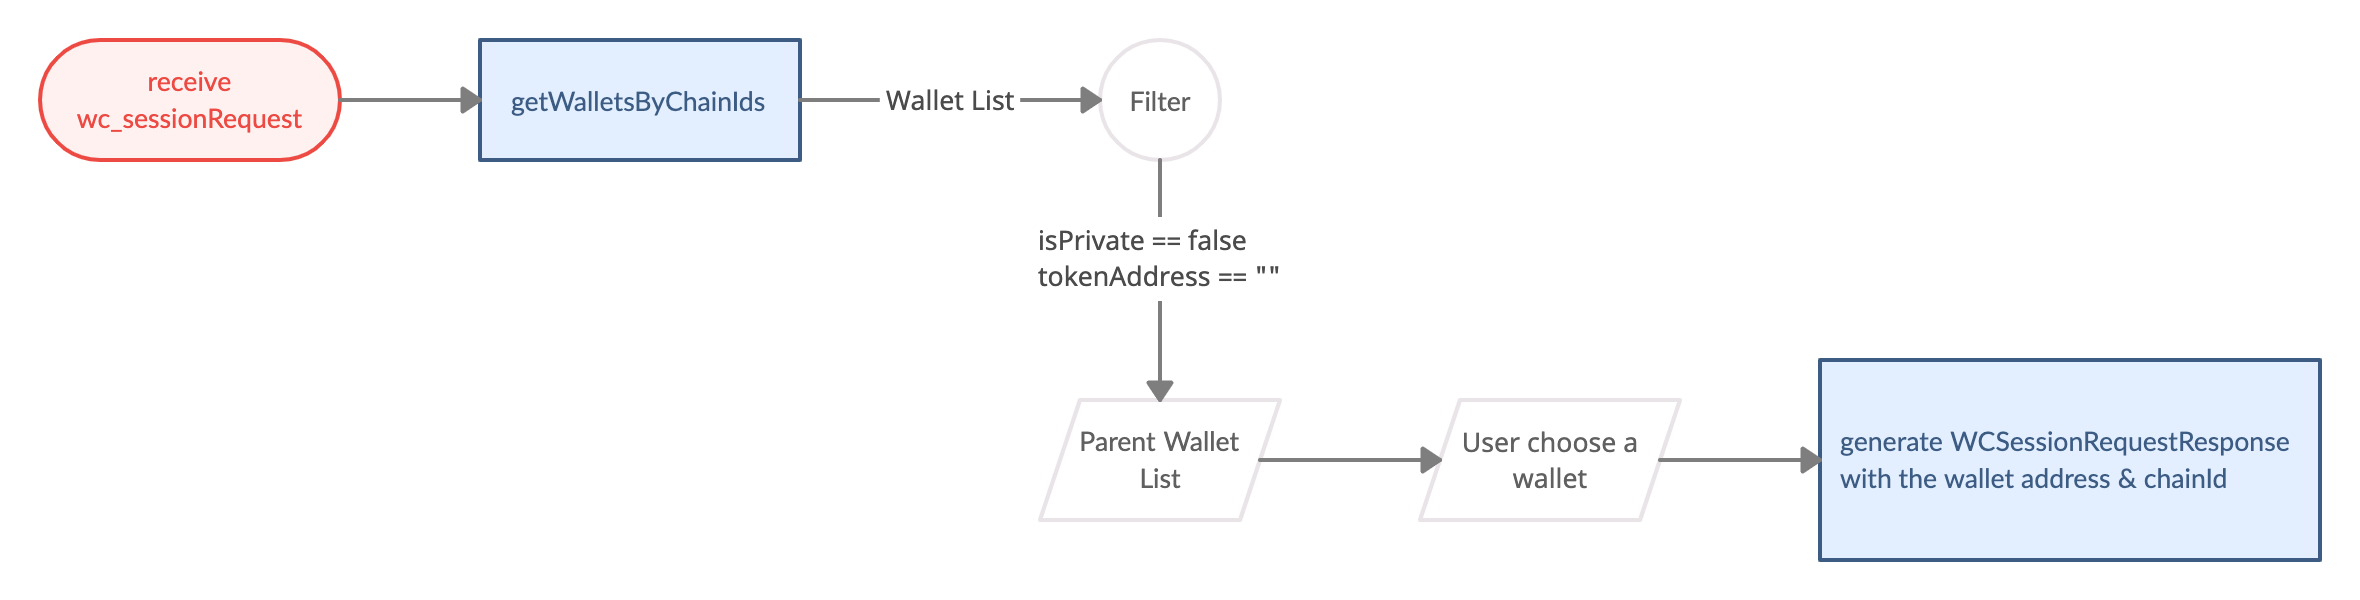 receive
wc_sessionRequest
getWalletsByChainIds
Wallet List
Filter
isPrivate == false
tokenAddress == ""
Parent Wallet
List
User choose a
wallet
generate WCSessionRequestResponse
with the wallet address & chainId